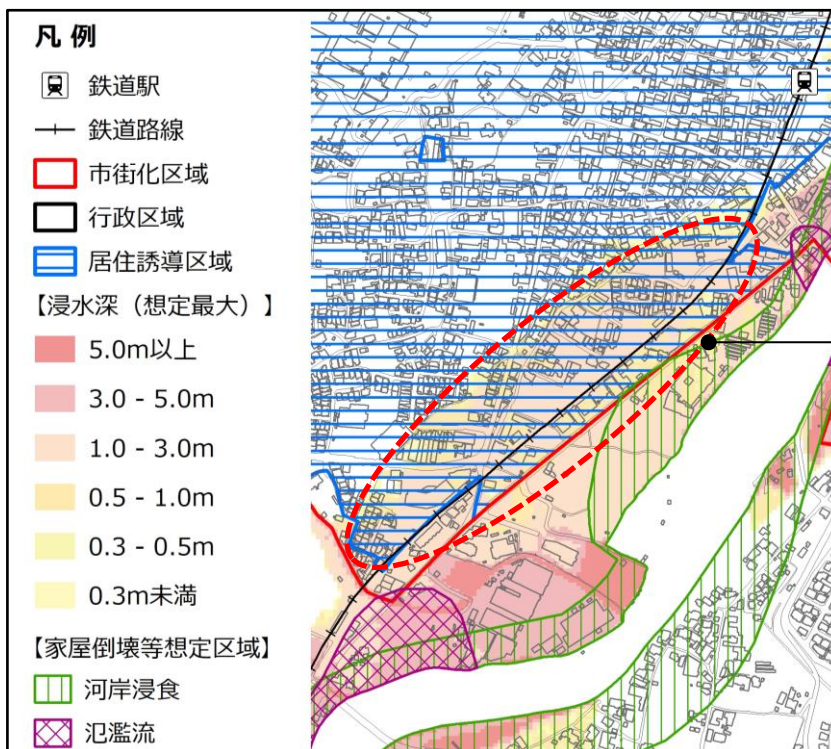 凡 例
鉄道駅
鉄道路線
市街化区域
行政区域
居住誘導区域
【浸水深（想定最大）】
5.0m以上
3.0 - 5.0m
1.0 - 3.0m
0.5 - 1.0m
0.3 - 0.5m
0.3m未満
【家屋倒壊等想定区域】
河岸浸食
氾濫流